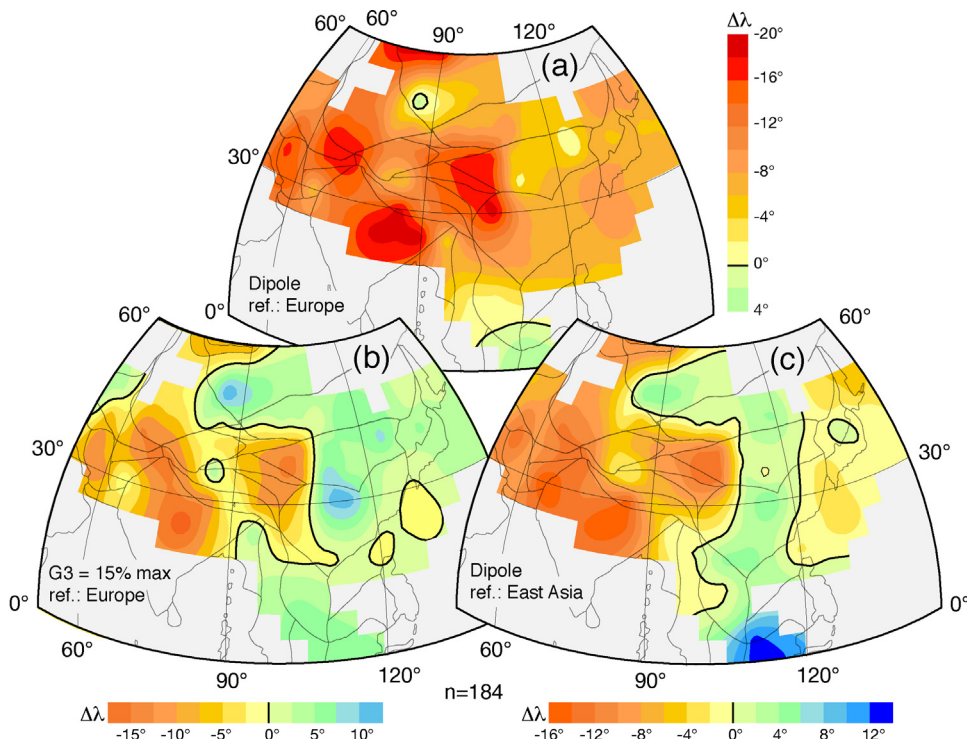 60° 60° 90° 120°
Δλ
-20°
(a)
-16°
-12°
30°
-8°
-4°
0°
4°
Dipole
ref.: Europe
0°
60°
(b)
30°
G3 = 15% max
ref.: Europe
0°
60°
90°
120°
60°
(c)
30°
Dipole
ref.: East Asia
0°
60°
90°
120°
n=184
Δλ
-15° -10° -5° 0° 5° 10°
Δλ
-16° -12° -8° -4° 0° 4° 8° 12°